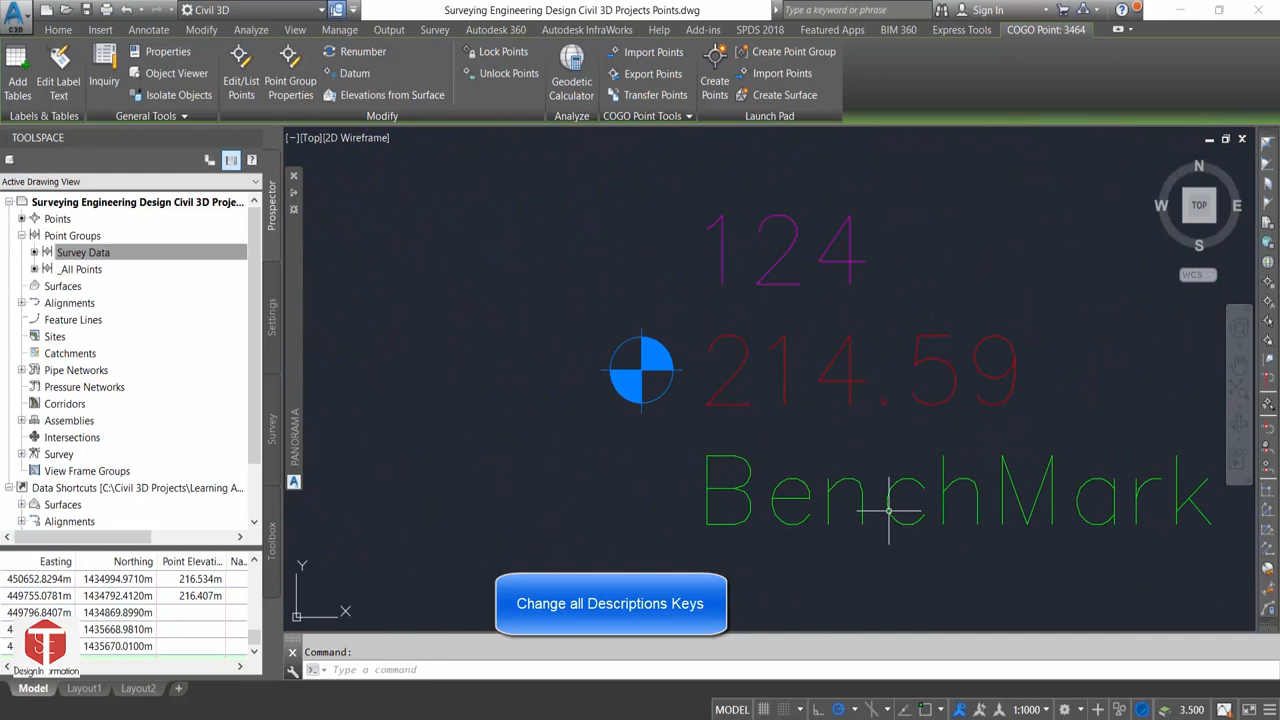 C3D
Civil 3D
Surveying Engineering Design Civil 3D Projects Points.dwg
Type a keyword or phrase
Sign In
Home Insert Annotate Modify Analyze View Manage Output Survey Autodesk 360 Autodesk InfraWorks Help Add-ins SPDS 2018 Featured Apps BIM 360 Express Tools COGO Point: 3464
Add Tables
Edit Label Text
Labels & Tables
Inquiry
Properties
Object Viewer
Isolate Objects
General Tools
Edit/List Points
Point Group Properties
Renumber
Datum
Elevations from Surface
Lock Points
Unlock Points
Modify
Geodetic Calculator
Analyze
Import Points
Export Points
Transfer Points
COGO Point Tools
Create Points
Create Point Group
Import Points
Create Surface
Launch Pad
TOOLSPACE
Active Drawing View
Surveying Engineering Design Civil 3D Proje...
Points
Point Groups
Survey Data
_All Points
Surfaces
Alignments
Feature Lines
Sites
Catchments
Pipe Networks
Pressure Networks
Corridors
Assemblies
Intersections
Survey
View Frame Groups
Data Shortcuts [C:\Civil 3D Projects\Learning A...
Surfaces
Alignments
Prospector
Settings
Survey
Toolbox
Easting Northing Point Elevati... Na...
450652.8294m 1434994.9710m 216.534m
449755.0781m 1434792.4120m 216.407m
449796.8407m 1434869.8990m
1435668.9810m
1435670.0100m
Design Information
[−][Top][2D Wireframe]
PANORAMA
124
214.59
BenchMark
N
W TOP E
S
WCS
Y
X
Change all Descriptions Keys
Command:
Type a command
Model Layout1 Layout2 +
MODEL
1:1000
3.500